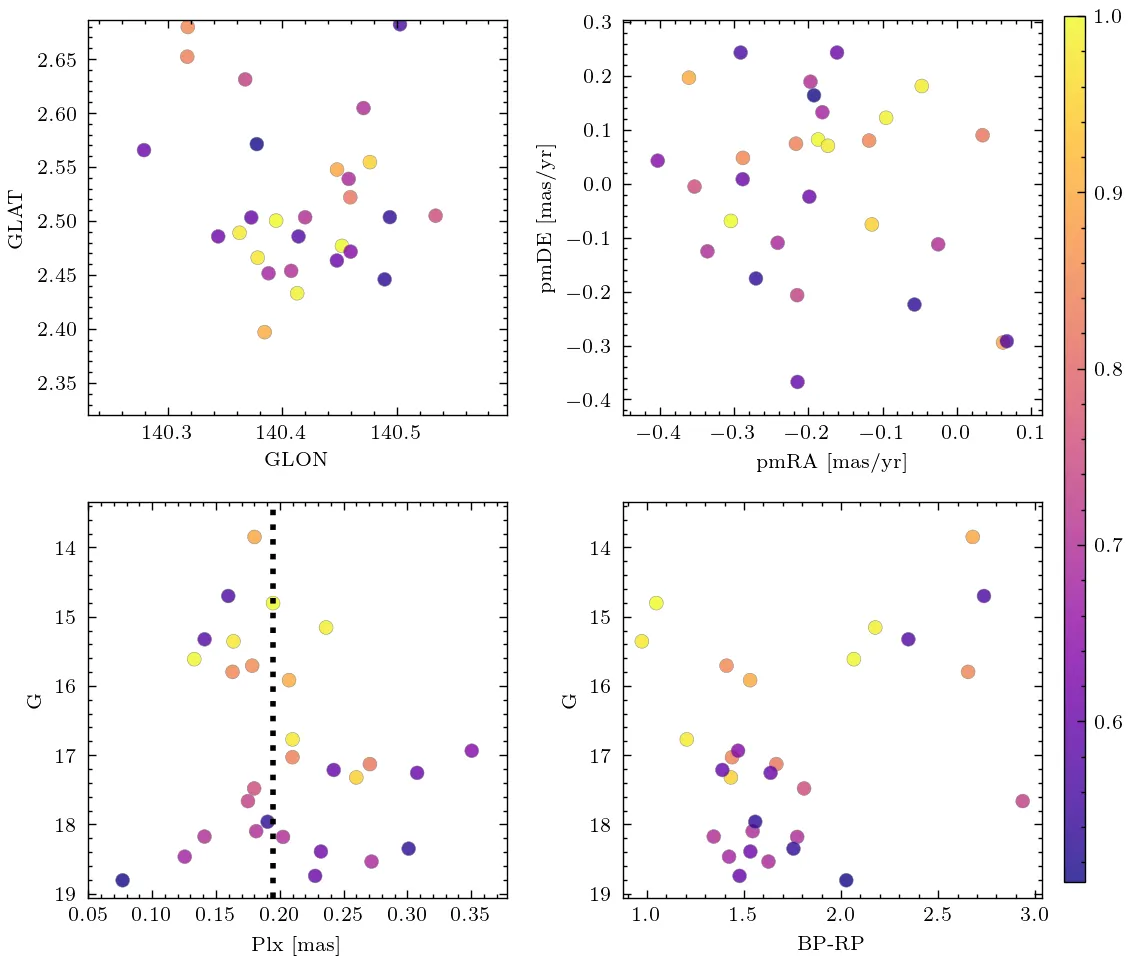 2.65
2.60
2.55
2.50
2.45
2.40
2.35
GLAT
140.3 140.4 140.5
GLON
0.3
0.2
0.1
0.0
−0.1
−0.2
−0.3
−0.4
pmDE [mas/yr]
−0.4 −0.3 −0.2 −0.1 0.0 0.1
pmRA [mas/yr]
1.0
0.9
0.8
0.7
0.6
14
15
16
17
18
19
G
0.05 0.10 0.15 0.20 0.25 0.30 0.35
Plx [mas]
14
15
16
17
18
19
G
1.0 1.5 2.0 2.5 3.0
BP-RP